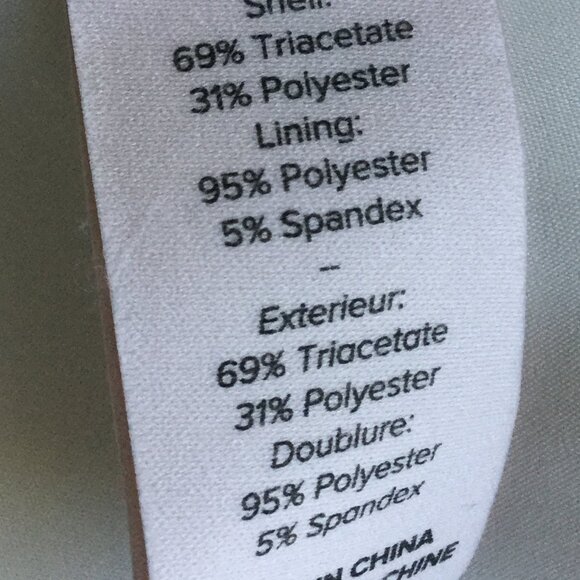 Shell:
69% Triacetate
31% Polyester
Lining:
95% Polyester
5% Spandex
--
Exterieur:
69% Triacetate
31% Polyester
Doublure:
95% Polyester
5% Spandex
IN CHINA
CHINE